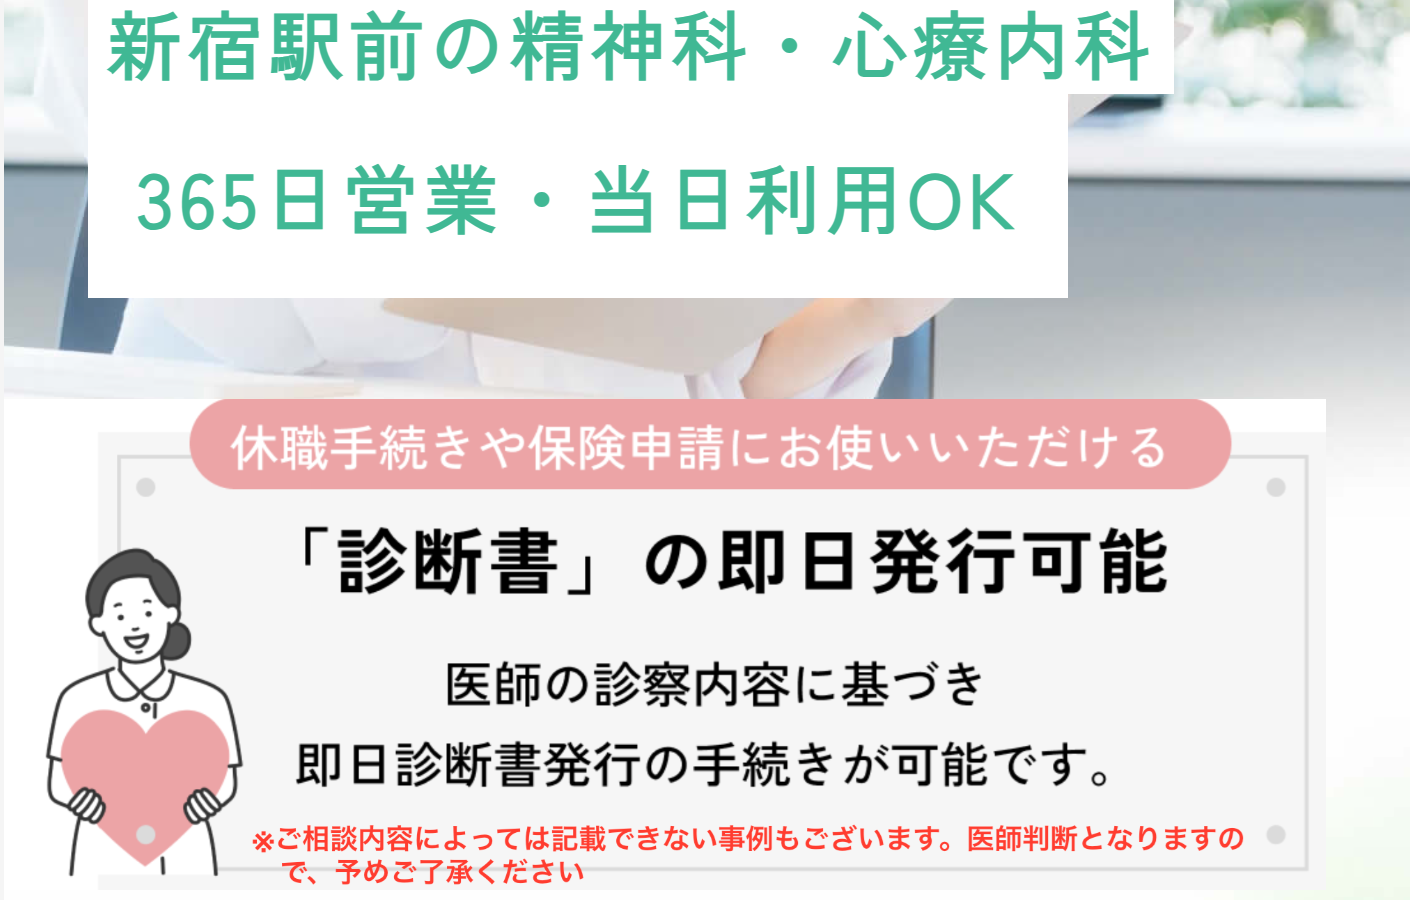 新宿駅前の精神科・心療内科
365日営業・当日利用OK
休職手続きや保険申請にお使いいただける
「診断書」の即日発行可能
医師の診察内容に基づき
即日診断書発行の手続きが可能です。
※ご相談内容によっては記載できない事例もございます。医師判断となりますの
で、予めご了承ください